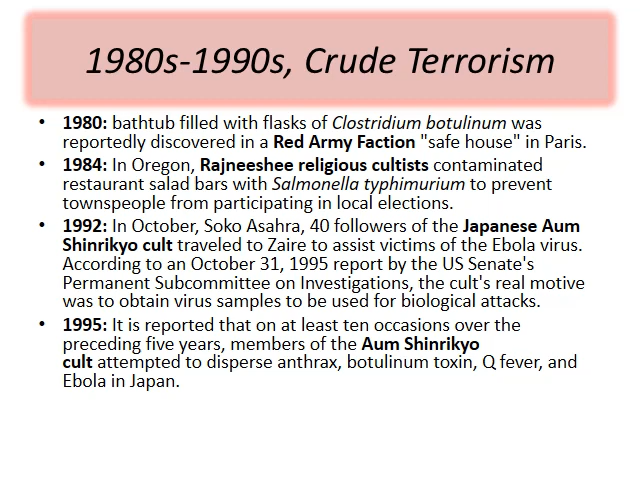 1980s-1990s, Crude Terrorism
• 1980: bathtub filled with flasks of Clostridium botulinum was
reportedly discovered in a Red Army Faction "safe house" in Paris.
• 1984: In Oregon, Rajneeshee religious cultists contaminated
restaurant salad bars with Salmonella typhimurium to prevent
townspeople from participating in local elections.
• 1992: In October, Soko Asahra, 40 followers of the Japanese Aum
Shinrikyo cult traveled to Zaire to assist victims of the Ebola virus.
According to an October 31, 1995 report by the US Senate's
Permanent Subcommittee on Investigations, the cult's real motive
was to obtain virus samples to be used for biological attacks.
• 1995: It is reported that on at least ten occasions over the
preceding five years, members of the Aum Shinrikyo
cult attempted to disperse anthrax, botulinum toxin, Q fever, and
Ebola in Japan.